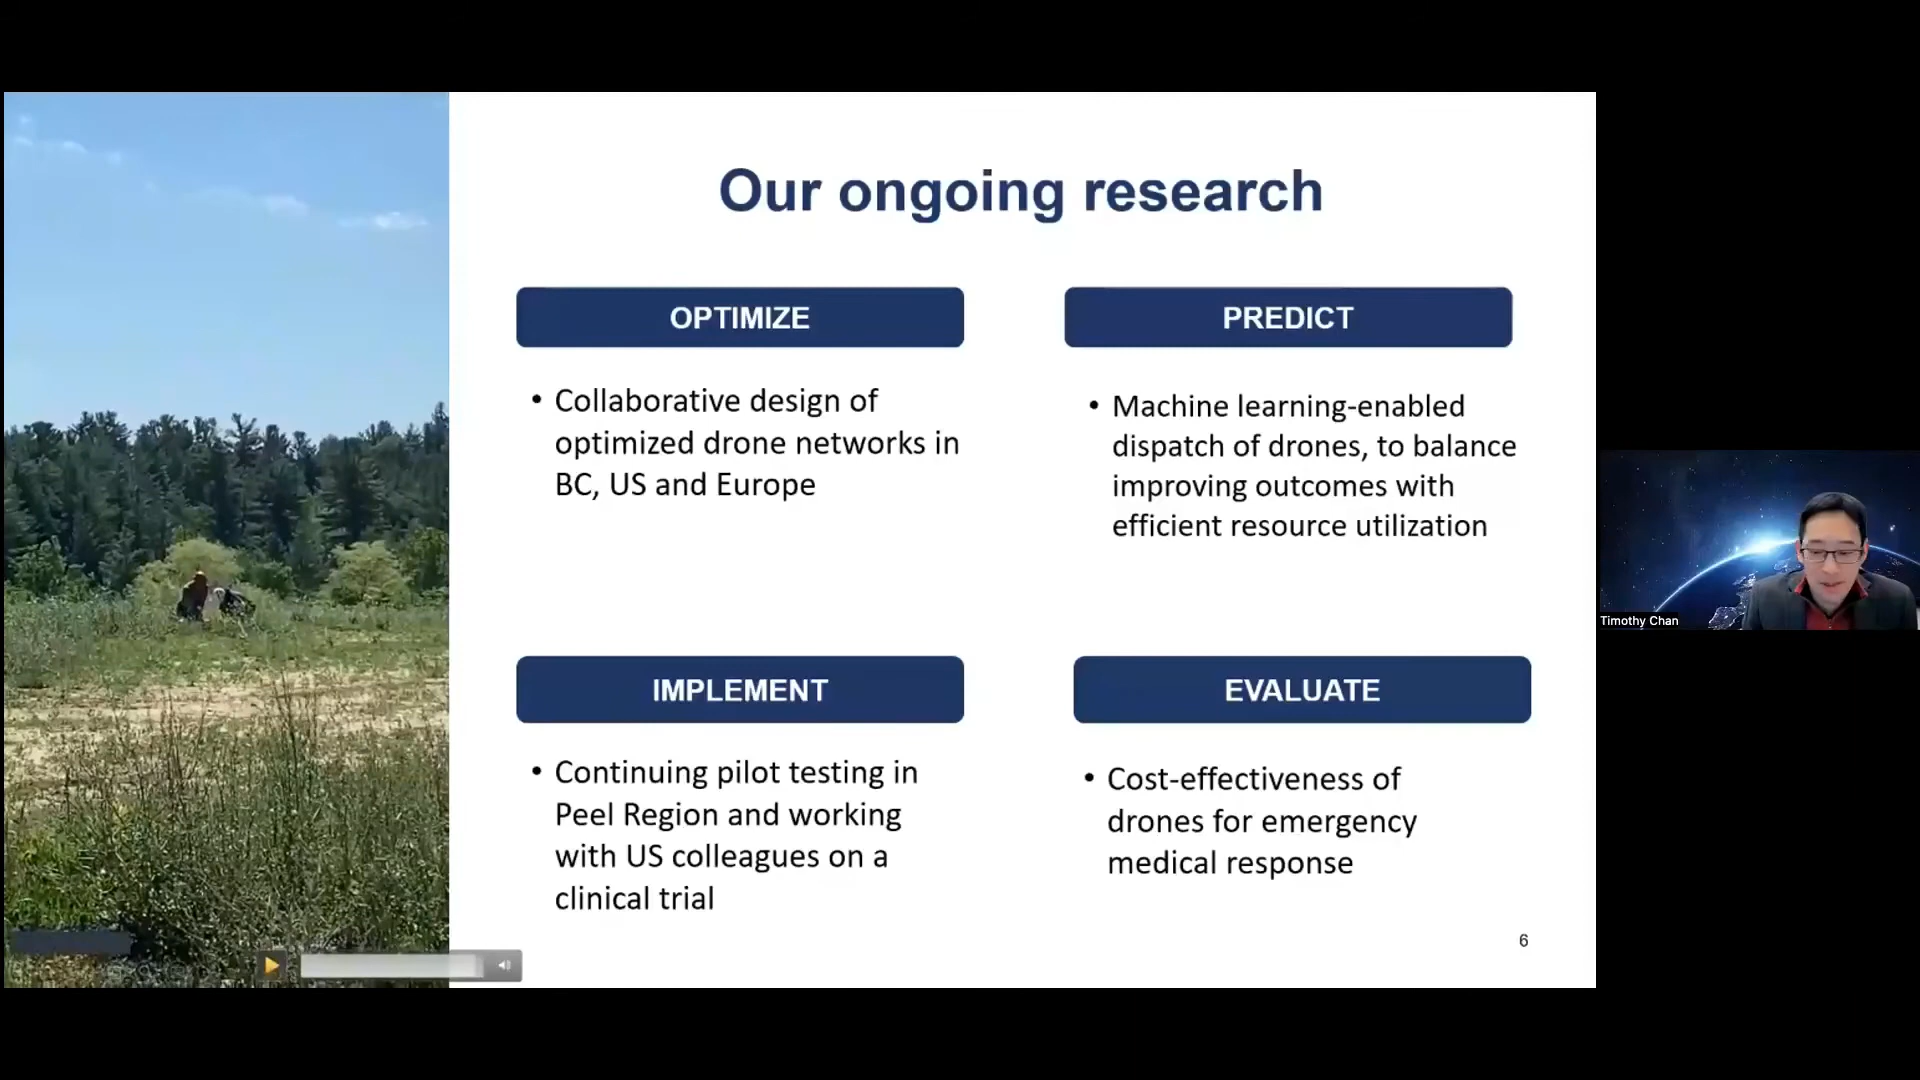 Our ongoing research
OPTIMIZE
• Collaborative design of
optimized drone networks in
BC, US and Europe
PREDICT
• Machine learning-enabled
dispatch of drones, to balance
improving outcomes with
efficient resource utilization
IMPLEMENT
• Continuing pilot testing in
Peel Region and working
with US colleagues on a
clinical trial
EVALUATE
• Cost-effectiveness of
drones for emergency
medical response
6
Timothy Chan